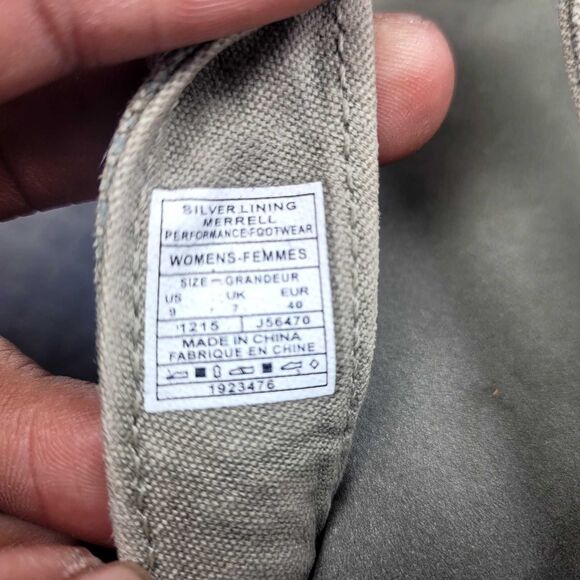 SILVER LINING
MERRELL
PERFORMANCE FOOTWEAR
WOMENS-FEMMES
SIZE - GRANDEUR
US UK EUR
9 7 40
1215 J56470
MADE IN CHINA
FABRIQUE EN CHINE
1923476